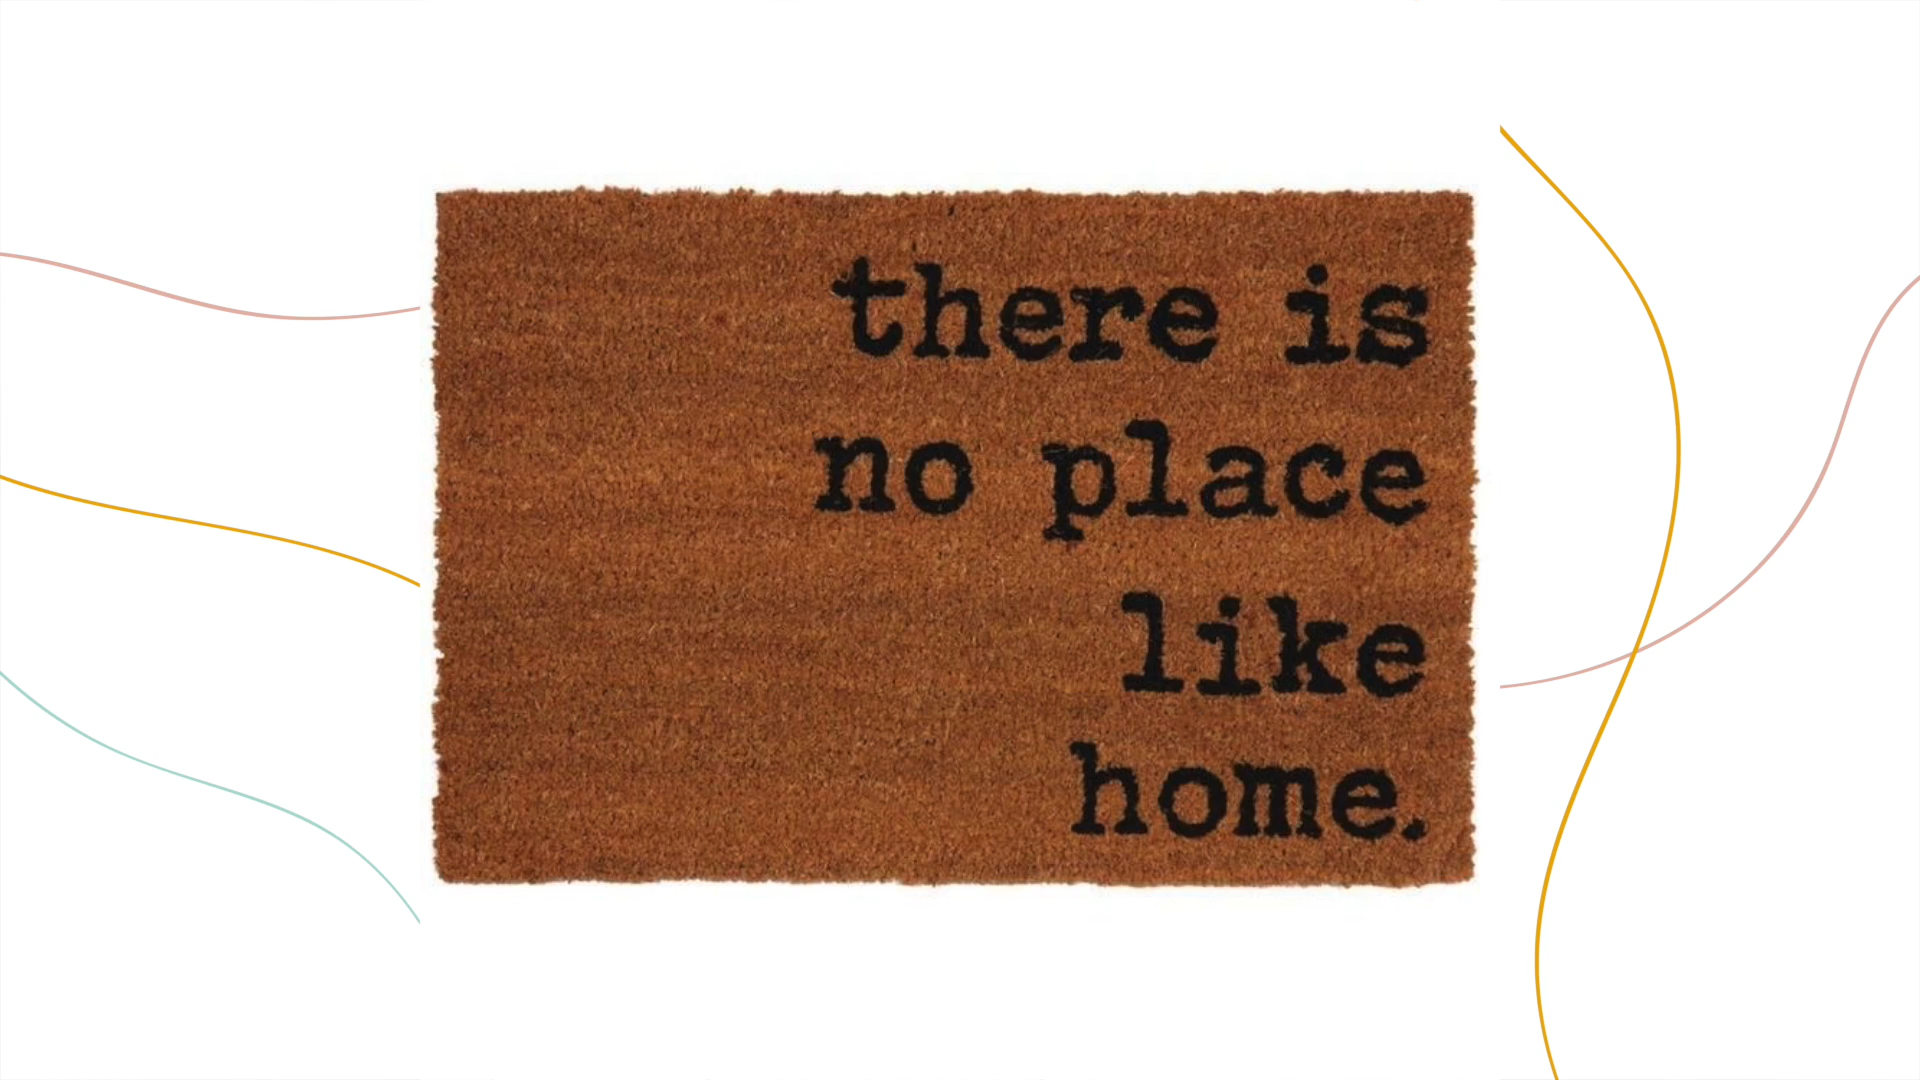 there is
no place
like
home.